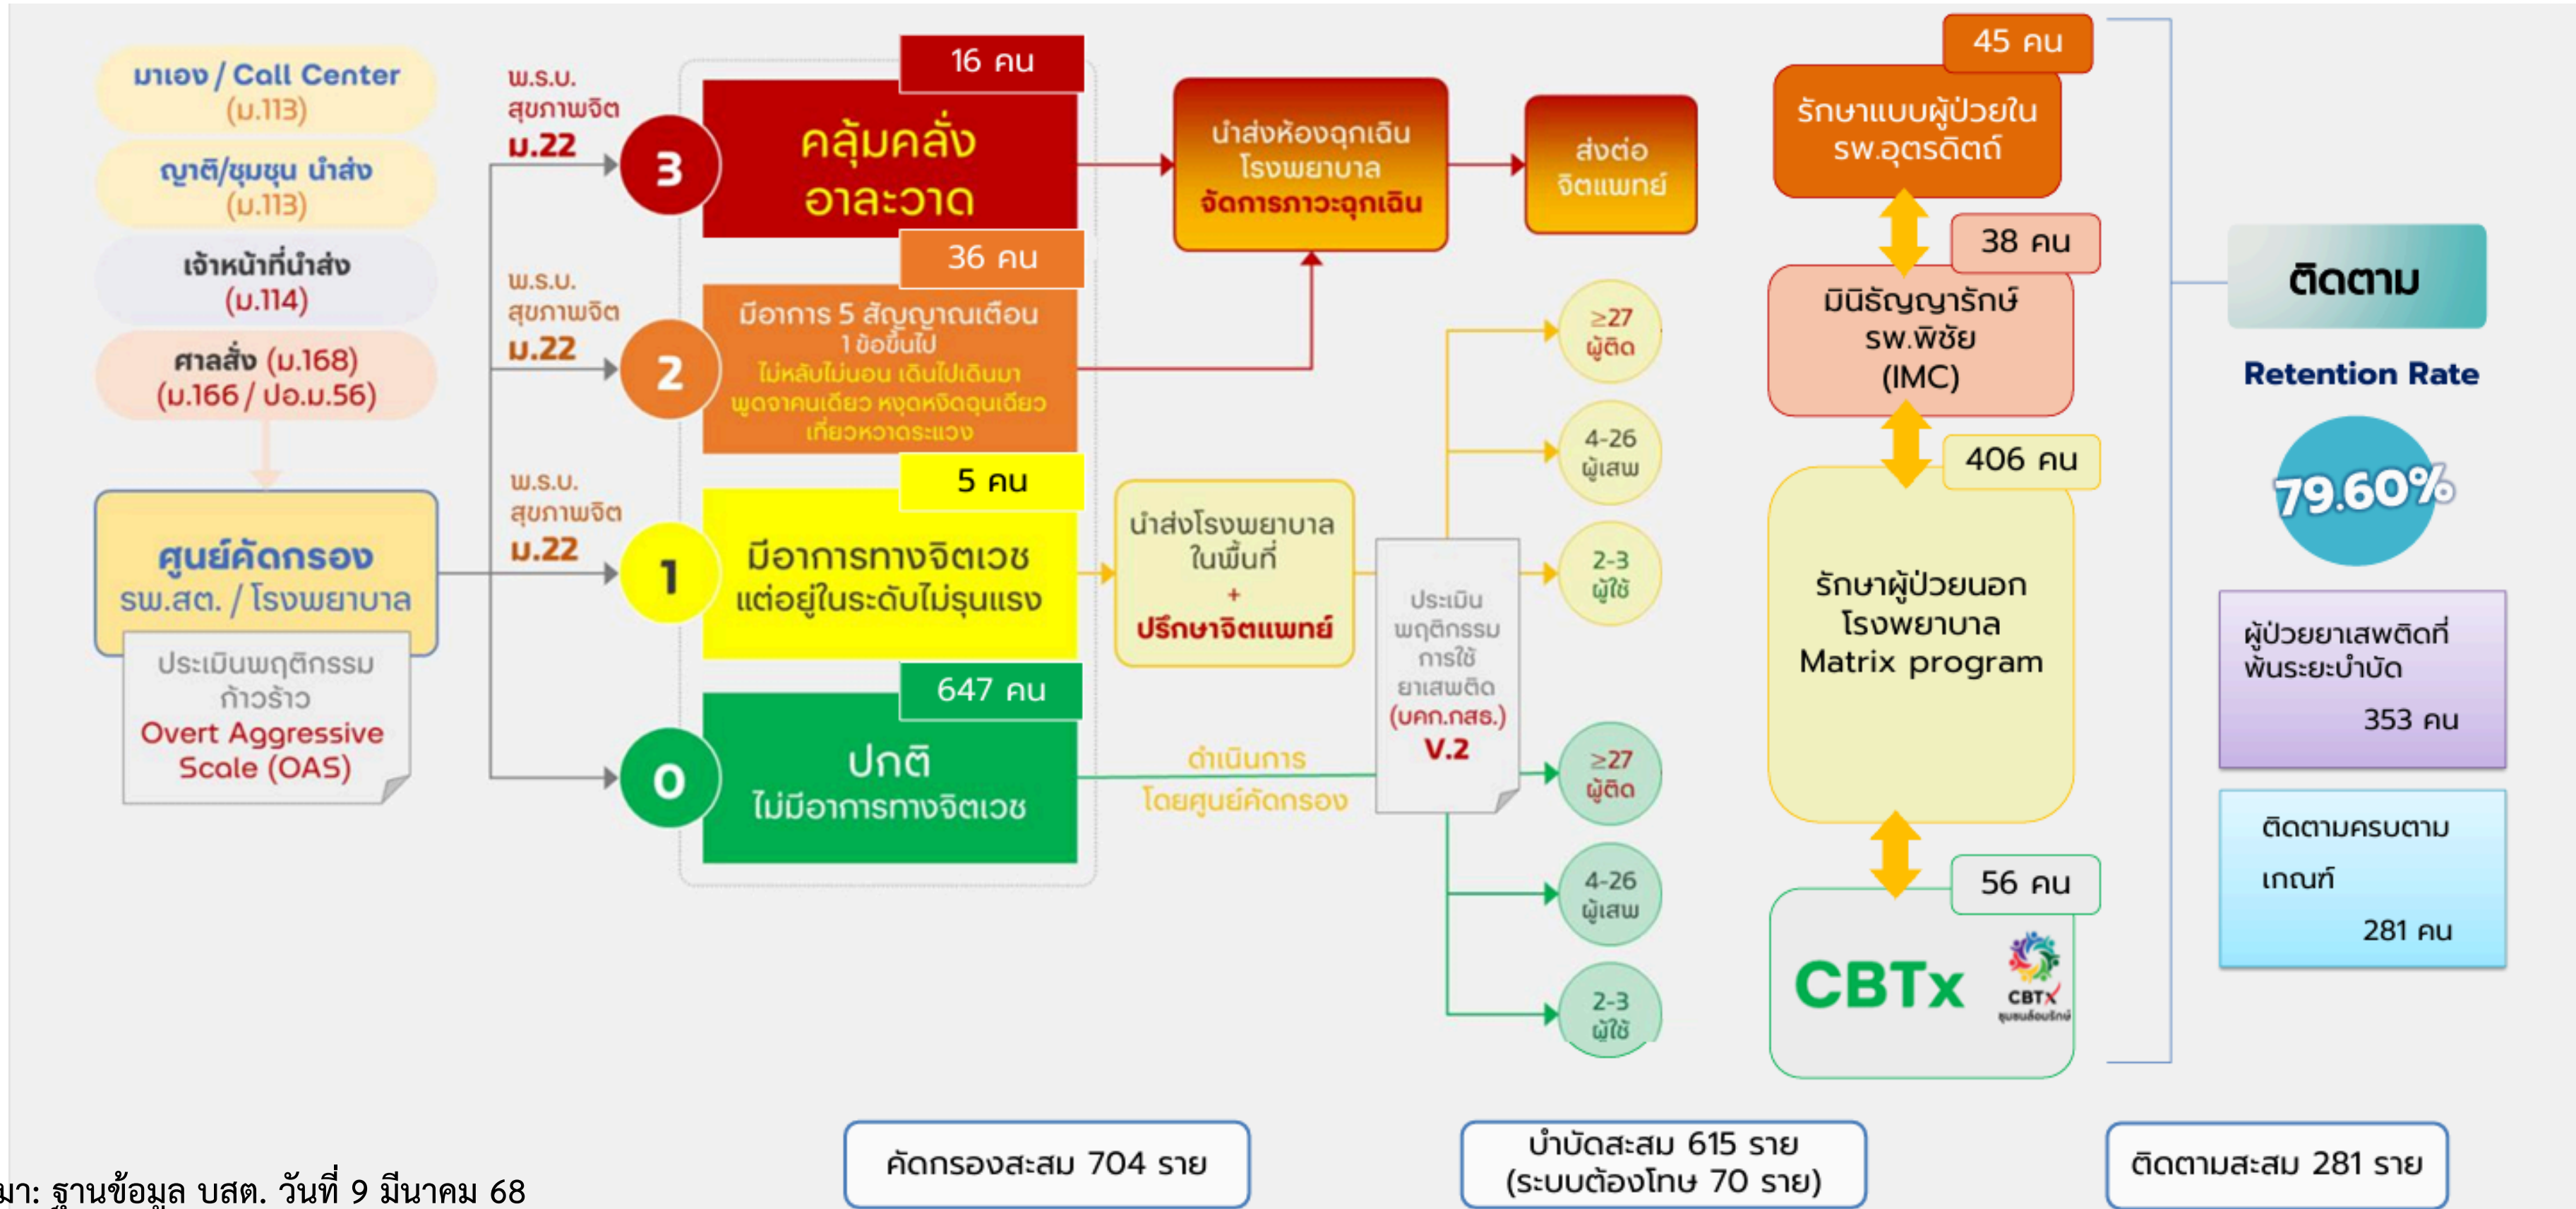 มาเอง / Call Center
(ม.113)
ญาติ/ชุมชน นำส่ง
(ม.113)
เจ้าหน้าที่นำส่ง
(ม.114)
ศาลสั่ง (ม.168)
(ม.166 / ปอ.ม.56)
ศูนย์คัดกรอง
รพ.สต. / โรงพยาบาล
ประเมินพฤติกรรม
ก้าวร้าว
Overt Aggressive
Scale (OAS)
พ.ร.บ.
สุขภาพจิต
ม.22
3
16 คน
คลุ้มคลั่ง
อาละวาด
พ.ร.บ.
สุขภาพจิต
ม.22
2
36 คน
มีอาการ 5 สัญญาณเตือน
1 ข้อขึ้นไป
ไม่หลับไม่นอน เดินไปเดินมา
พูดจาคนเดียว หงุดหงิดฉุนเฉียว
เที่ยวหวาดระแวง
พ.ร.บ.
สุขภาพจิต
ม.22
1
5 คน
มีอาการทางจิตเวช
แต่อยู่ในระดับไม่รุนแรง
0
647 คน
ปกติ
ไม่มีอาการทางจิตเวช
นำส่งห้องฉุกเฉิน
โรงพยาบาล
จัดการภาวะฉุกเฉิน
ส่งต่อ
จิตแพทย์
นำส่งโรงพยาบาล
ในพื้นที่
+
ปรึกษาจิตแพทย์
ดำเนินการ
โดยศูนย์คัดกรอง
ประเมิน
พฤติกรรม
การใช้
ยาเสพติด
(บคก.กสธ.)
V.2
≥27
ผู้ติด
4-26
ผู้เสพ
2-3
ผู้ใช้
≥27
ผู้ติด
4-26
ผู้เสพ
2-3
ผู้ใช้
45 คน
รักษาแบบผู้ป่วยใน
รพ.อุตรดิตถ์
38 คน
มินิธัญญารักษ์
รพ.พิชัย
(IMC)
406 คน
รักษาผู้ป่วยนอก
โรงพยาบาล
Matrix program
56 คน
CBTx
CBTx
ชุมชนล้อมรักษ์
ติดตาม
Retention Rate
79.60%
ผู้ป่วยยาเสพติดที่
พ้นระยะบำบัด
353 คน
ติดตามครบตาม
เกณฑ์
281 คน
คัดกรองสะสม 704 ราย
บำบัดสะสม 615 ราย
(ระบบต้องโทษ 70 ราย)
ติดตามสะสม 281 ราย
มา: ฐานข้อมูล บสต. วันที่ 9 มีนาคม 68